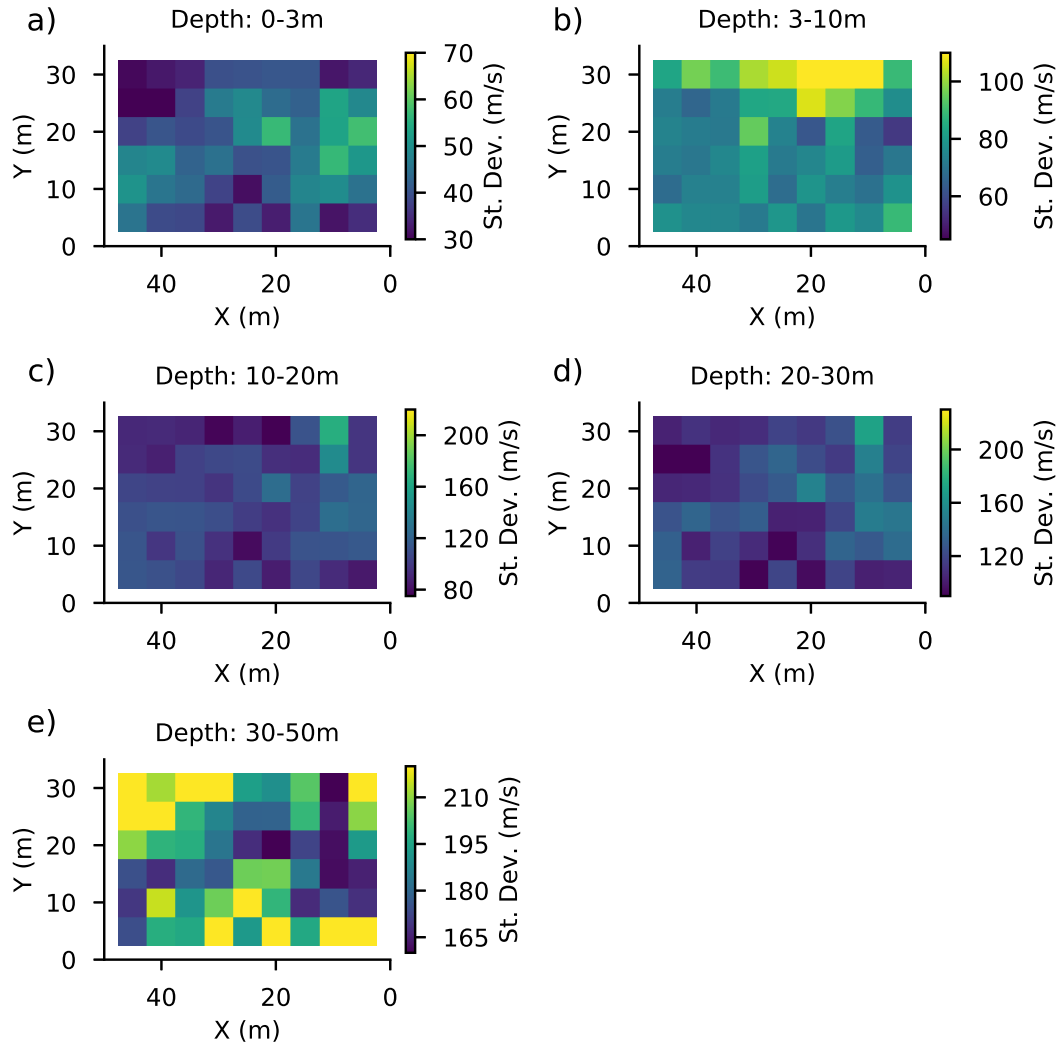 a)
Depth: 0-3m
Y (m)
30
20
10
0
40
20
0
X (m)
70
60
50
40
30
St. Dev. (m/s)
b)
Depth: 3-10m
Y (m)
30
20
10
0
40
20
0
X (m)
100
80
60
St. Dev. (m/s)
c)
Depth: 10-20m
Y (m)
30
20
10
0
40
20
0
X (m)
200
160
120
80
St. Dev. (m/s)
d)
Depth: 20-30m
Y (m)
30
20
10
0
40
20
0
X (m)
200
160
120
St. Dev. (m/s)
e)
Depth: 30-50m
Y (m)
30
20
10
0
40
20
0
X (m)
210
195
180
165
St. Dev. (m/s)